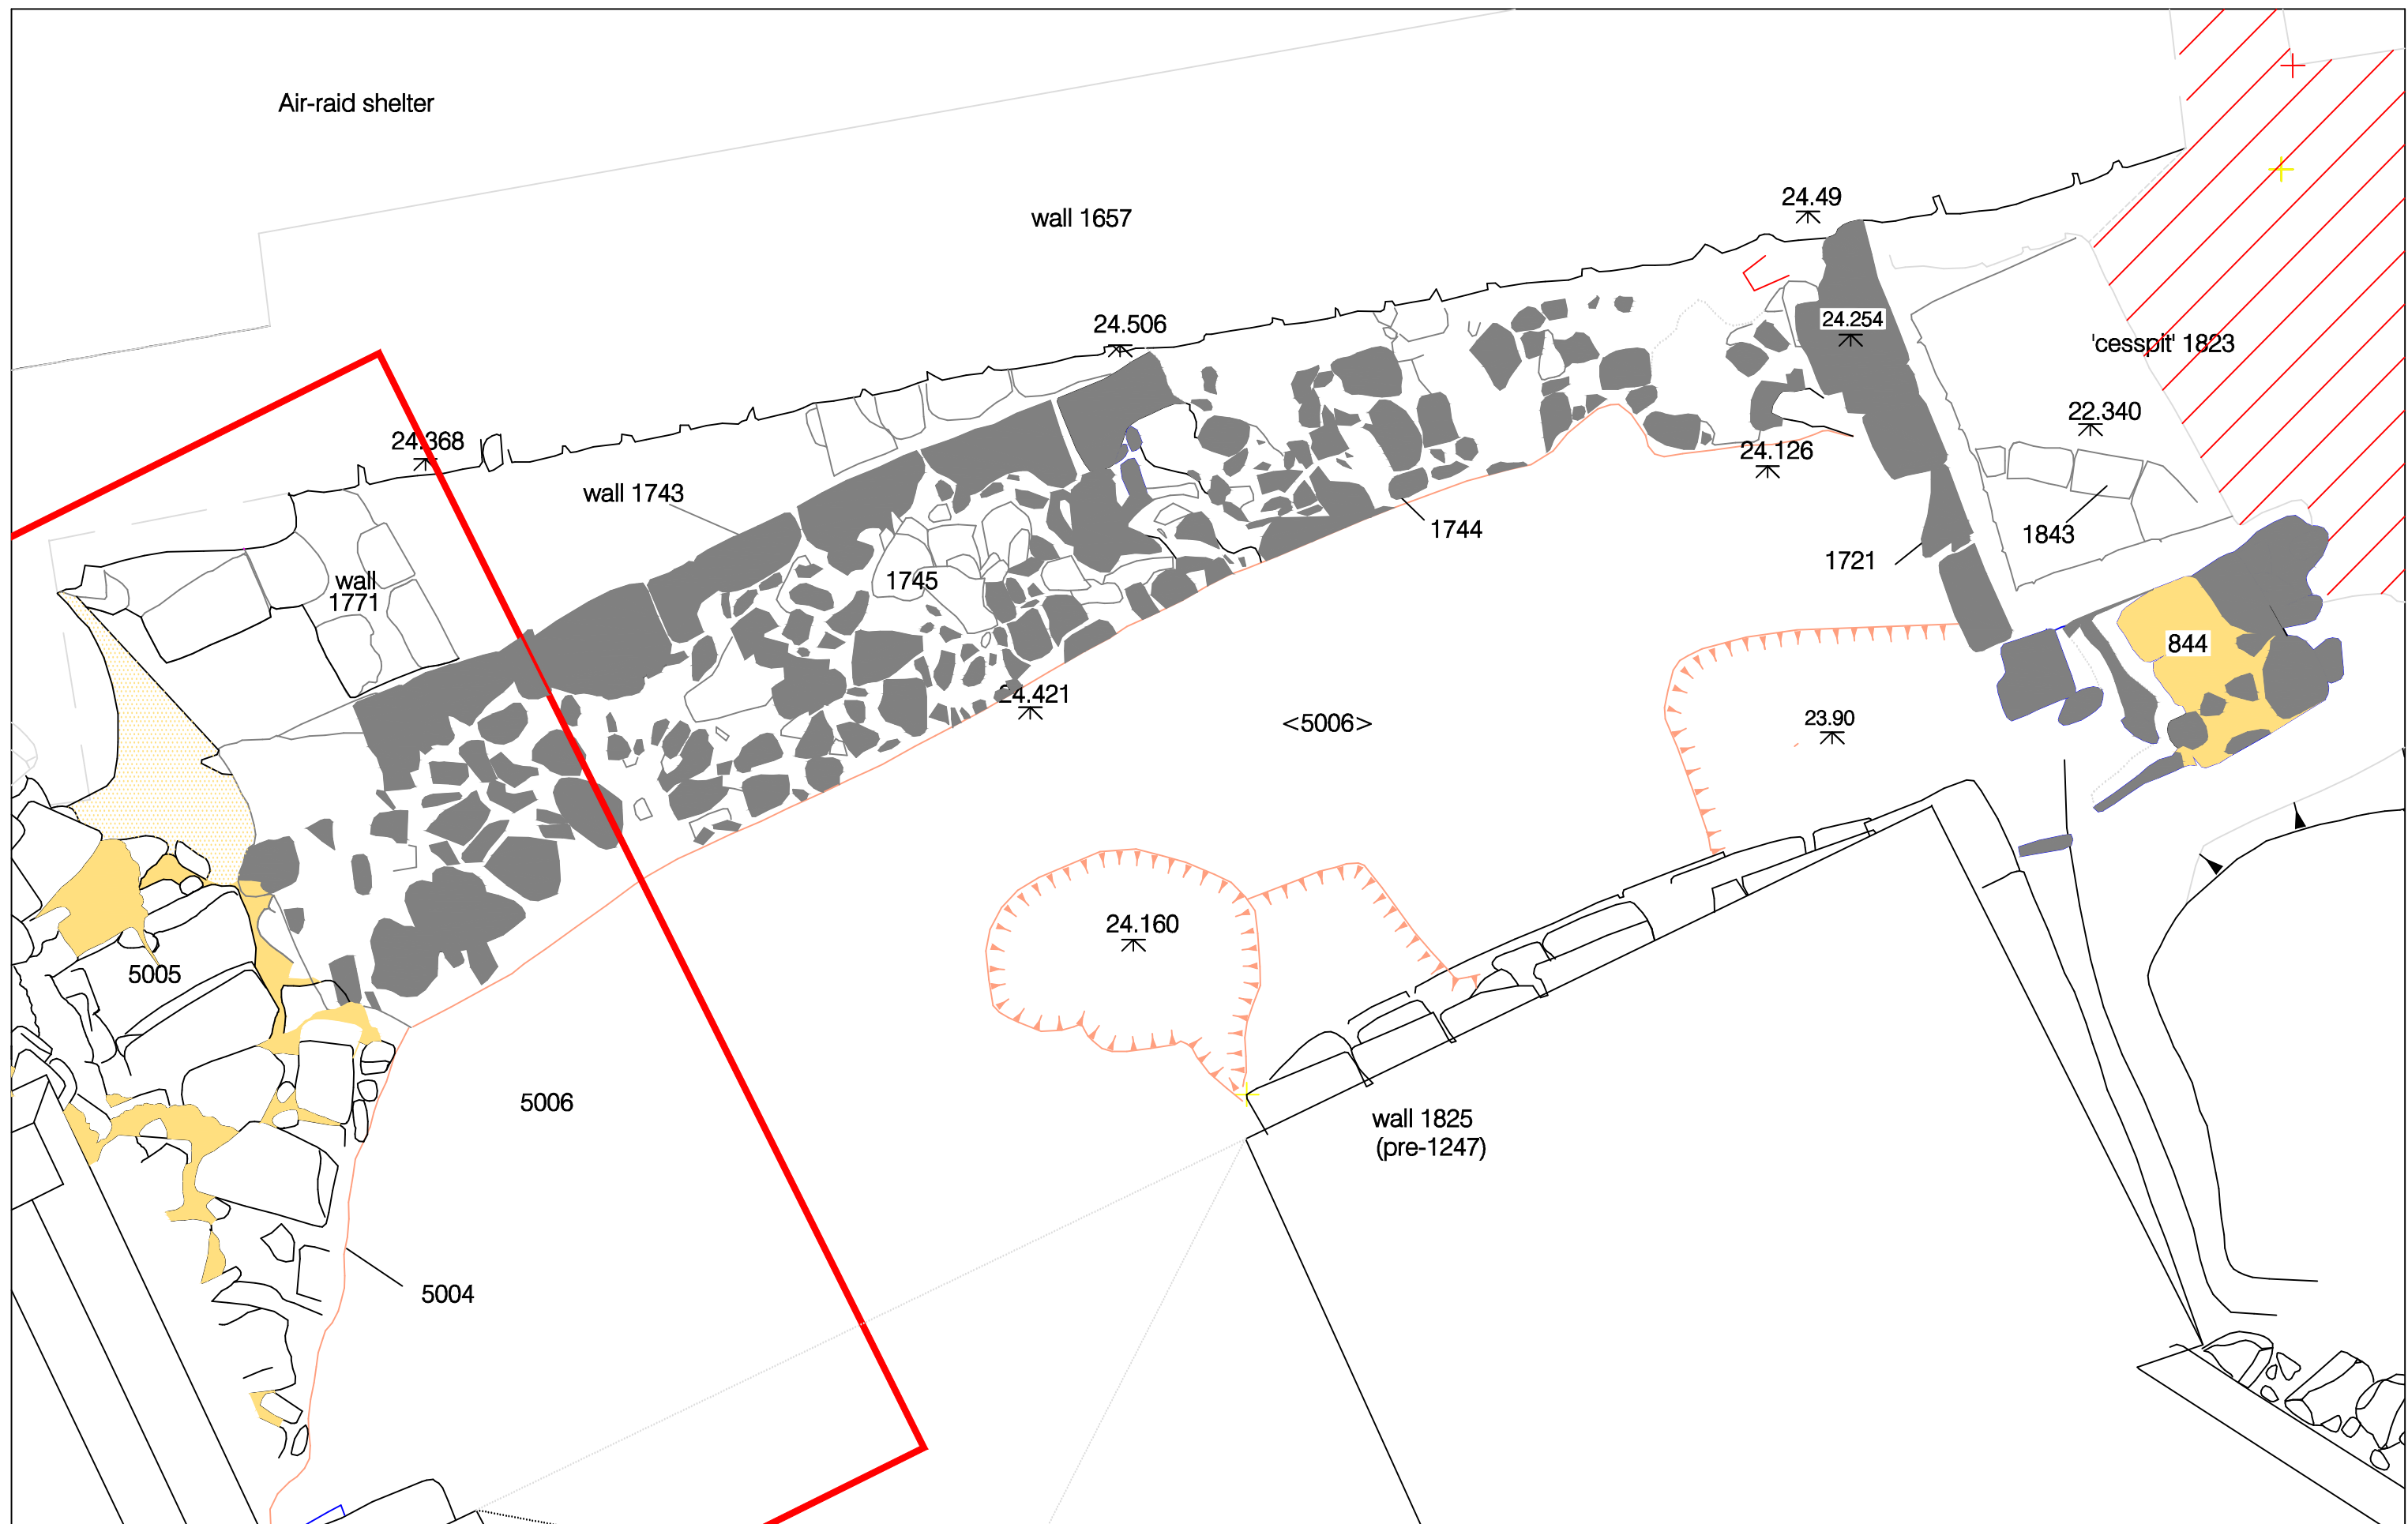 Air-raid shelter
wall 1657
24.49
24.506
24.254
'cesspit' 1823
24.368
22.340
24.126
wall 1743
1744
1843
1721
wall
1771
1745
844
24.421
<5006>
23.90
24.160
5005
5006
wall 1825
(pre-1247)
5004